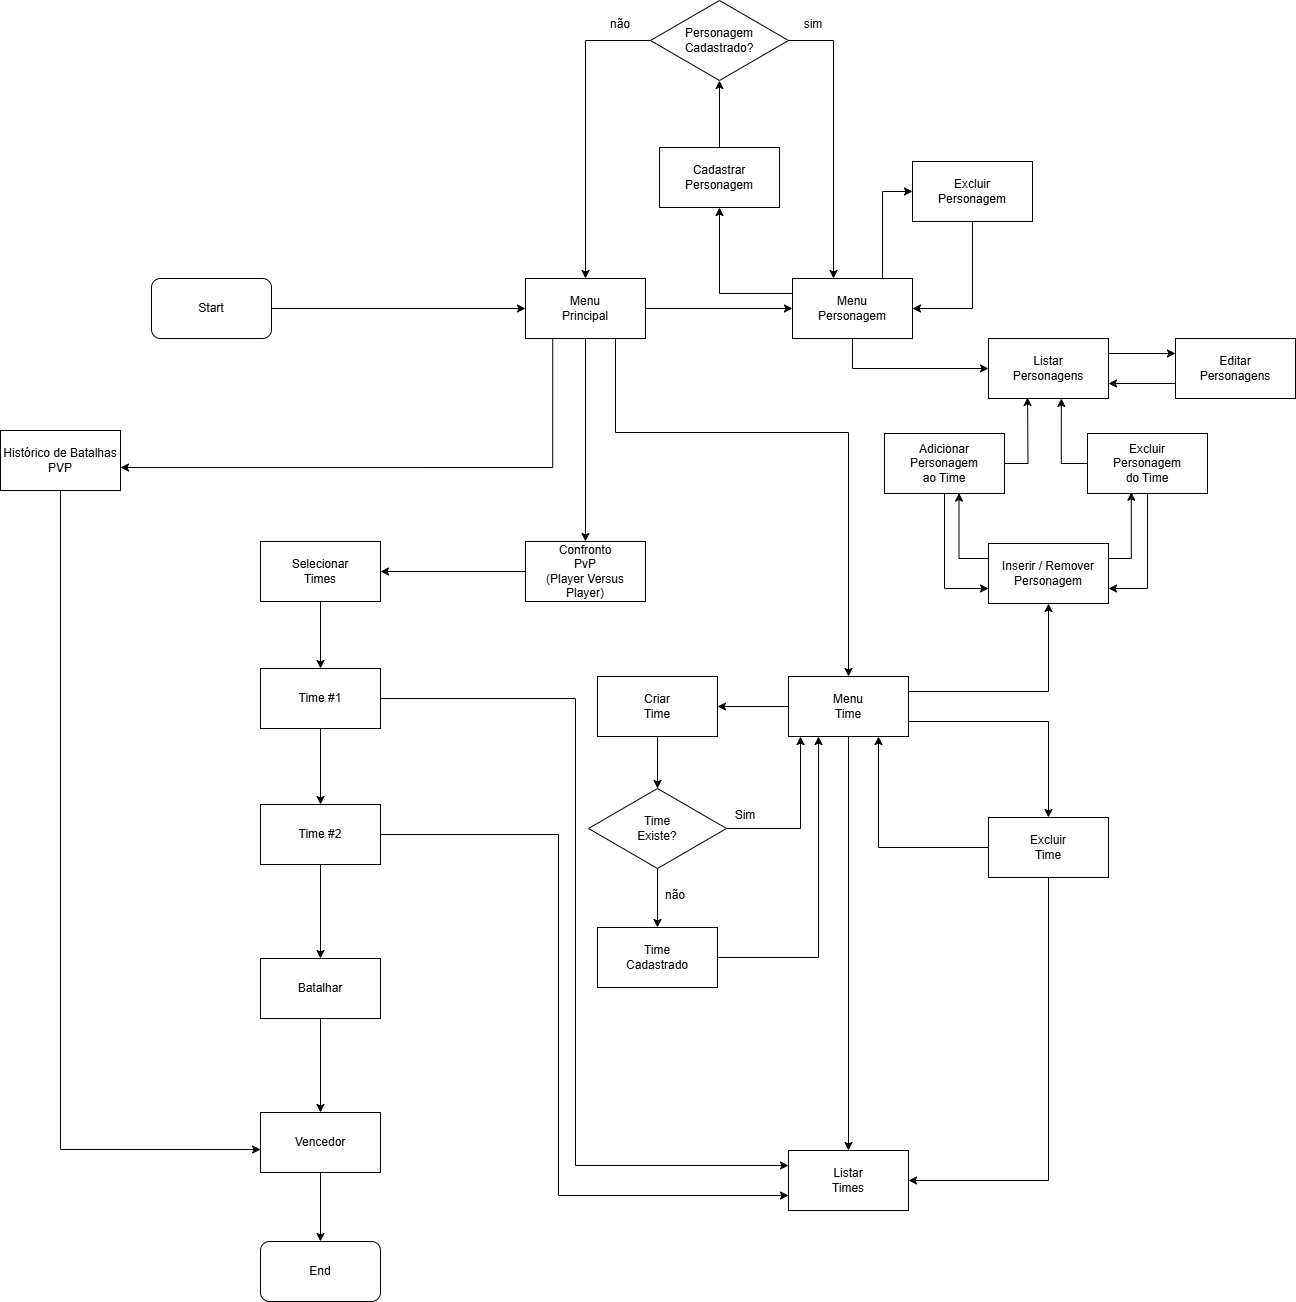 não
Personagem
Cadastrado?
sim
Cadastrar
Personagem
Excluir
Personagem
Start
Menu
Principal
Menu
Personagem
Listar
Personagens
Editar
Personagens
Histórico de Batalhas
PVP
Adicionar
Personagem
ao Time
Excluir
Personagem
do Time
Selecionar
Times
Confronto
PvP
(Player Versus
Player)
Inserir / Remover
Personagem
Time #1
Criar
Time
Menu
Time
Time #2
Time
Existe?
Sim
Excluir
Time
não
Time
Cadastrado
Batalhar
Vencedor
Listar
Times
End